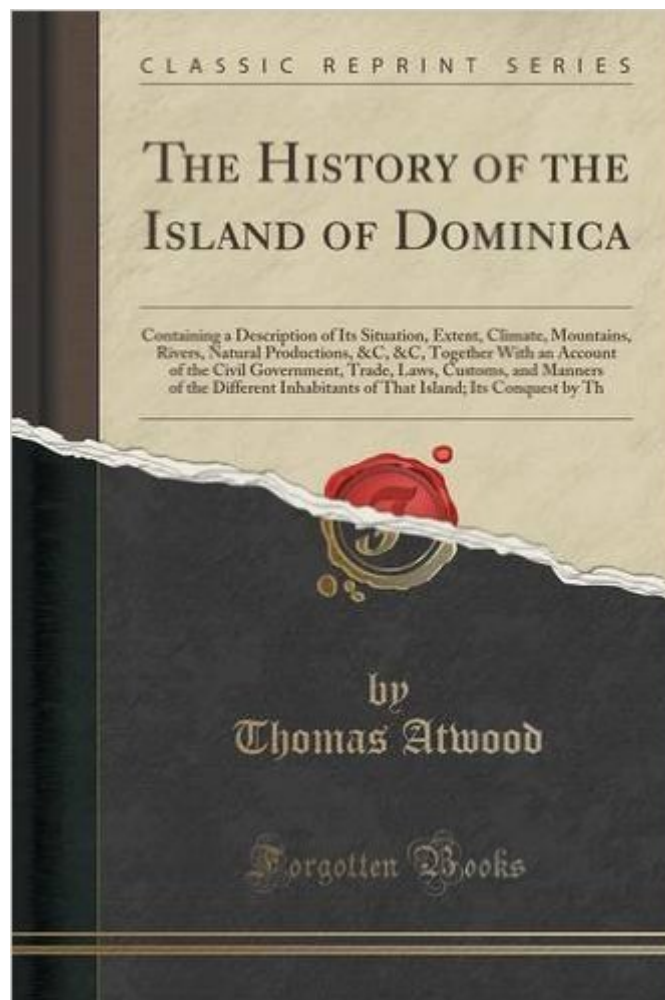 CLASSIC REPRINT SERIES
THE HISTORY OF THE
ISLAND OF DOMINICA
Containing a Description of Its Situation, Extent, Climate, Mountains,
Rivers, Natural Productions, &C, &C, Together With an Account
of the Civil Government, Trade, Laws, Customs, and Manners
of the Different Inhabitants of That Island; Its Conquest by Th
by
Thomas Atwood
Forgotten Books